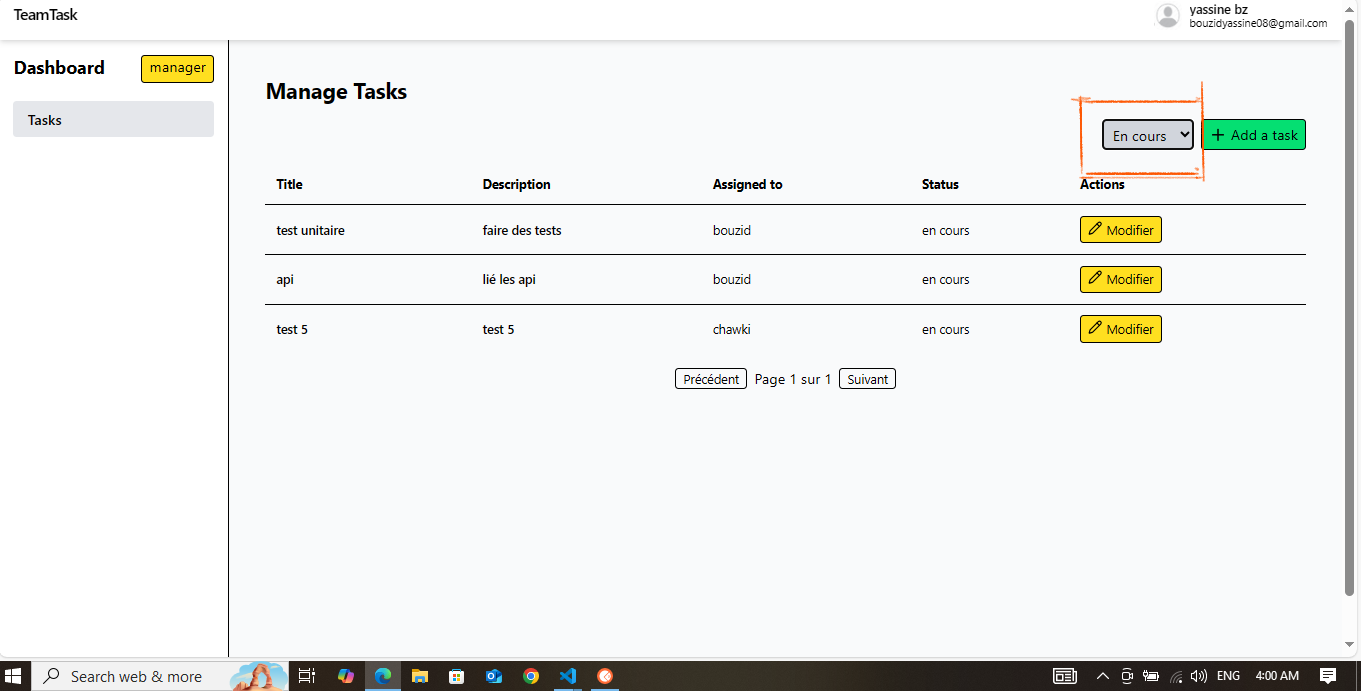 TeamTask
yassine bz
bouzidyassine08@gmail.com
Dashboard manager
Tasks
Manage Tasks
En cours + Add a task
Title Description Assigned to Status Actions
test unitaire faire des tests bouzid en cours Modifier
api lié les api bouzid en cours Modifier
test 5 test 5 chawki en cours Modifier
Précédent Page 1 sur 1 Suivant
Search web & more ENG 4:00 AM